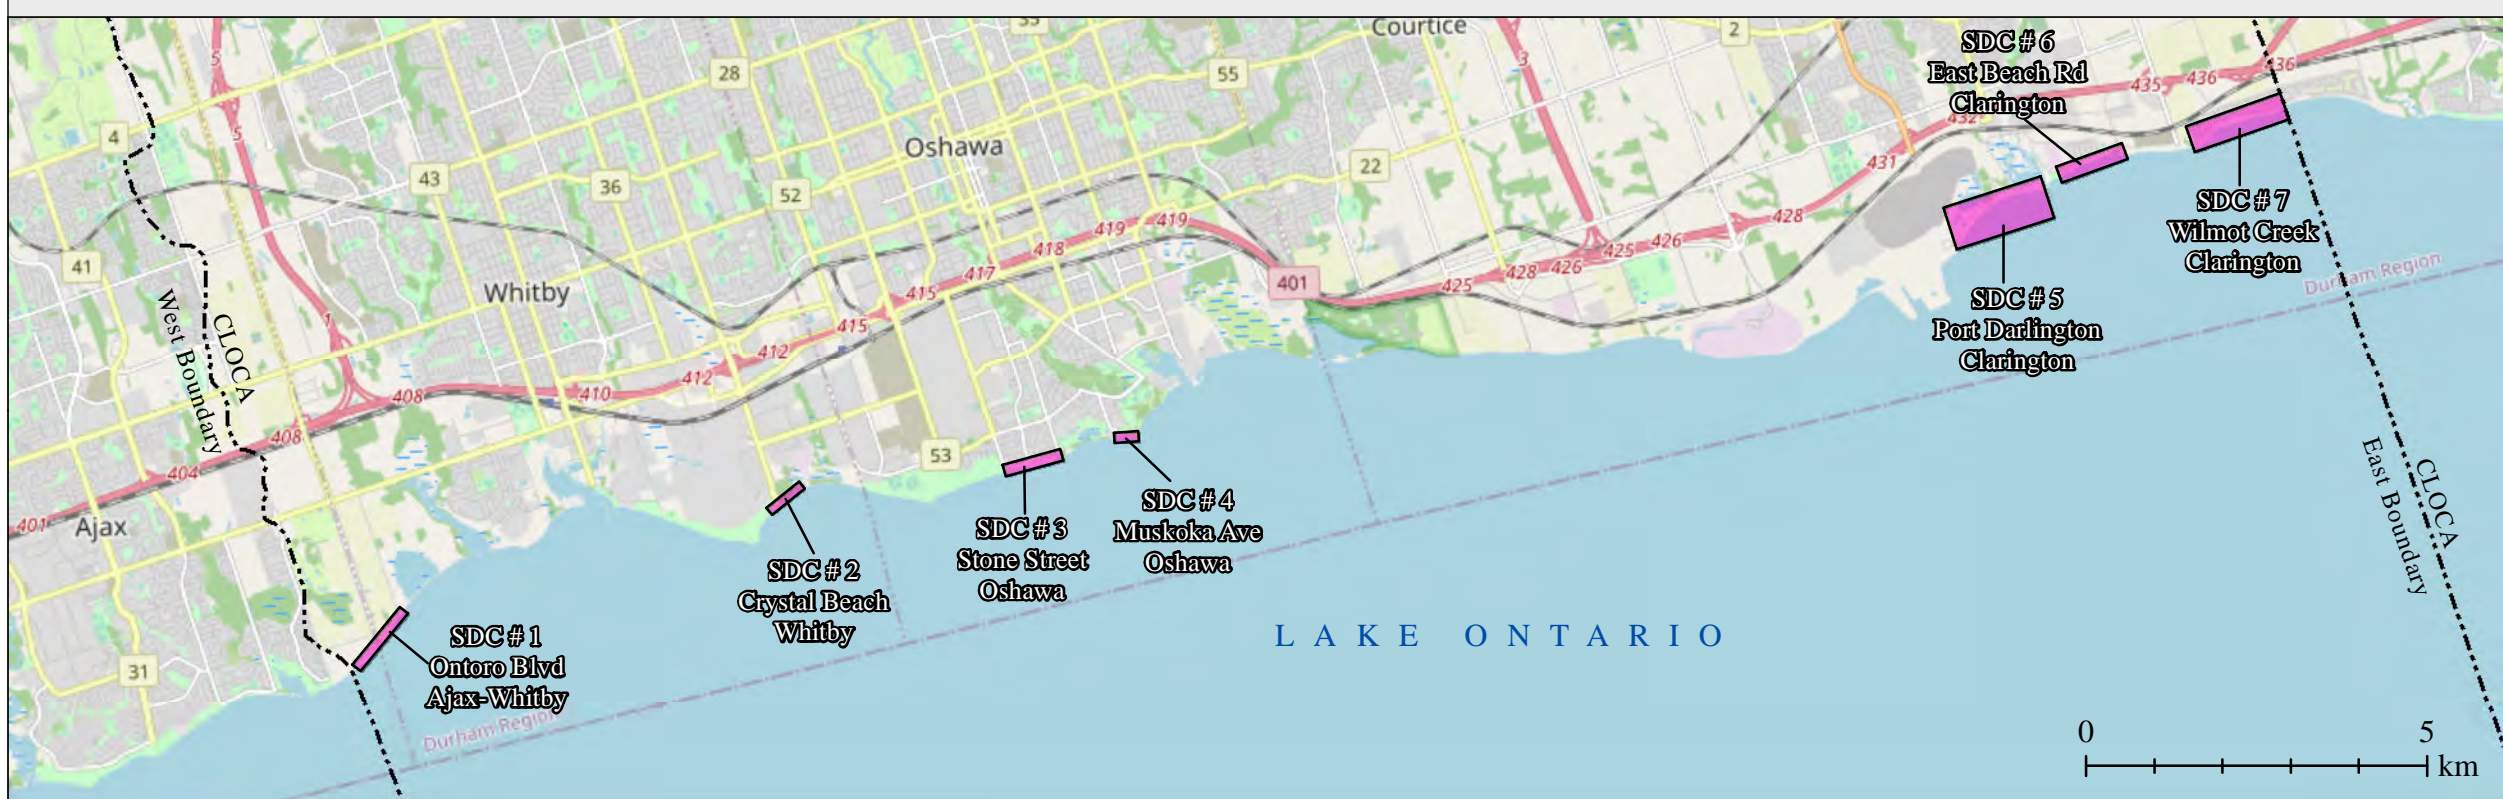 35
Courtice
2
SDC # 6
East Beach Rd
Clarington
5
28
55
3
435
436
436
432
4
5
Oshawa
43
36
52
22
431
SDC # 7
Wilmot Creek
Clarington
41
Whitby
419
419
418
417
415
415
412
412
410
408
408
404
401
401
425
428
426
425
426
428
Durham Region
1
CLOCA
West Boundary
SDC # 5
Port Darlington
Clarington
53
Ajax
SDC # 4
Muskoka Ave
Oshawa
SDC # 3
Stone Street
Oshawa
SDC # 2
Crystal Beach
Whitby
CLOCA
East Boundary
SDC # 1
Ontoro Blvd
Ajax-Whitby
31
LAKE ONTARIO
Durham Region
0
5
km